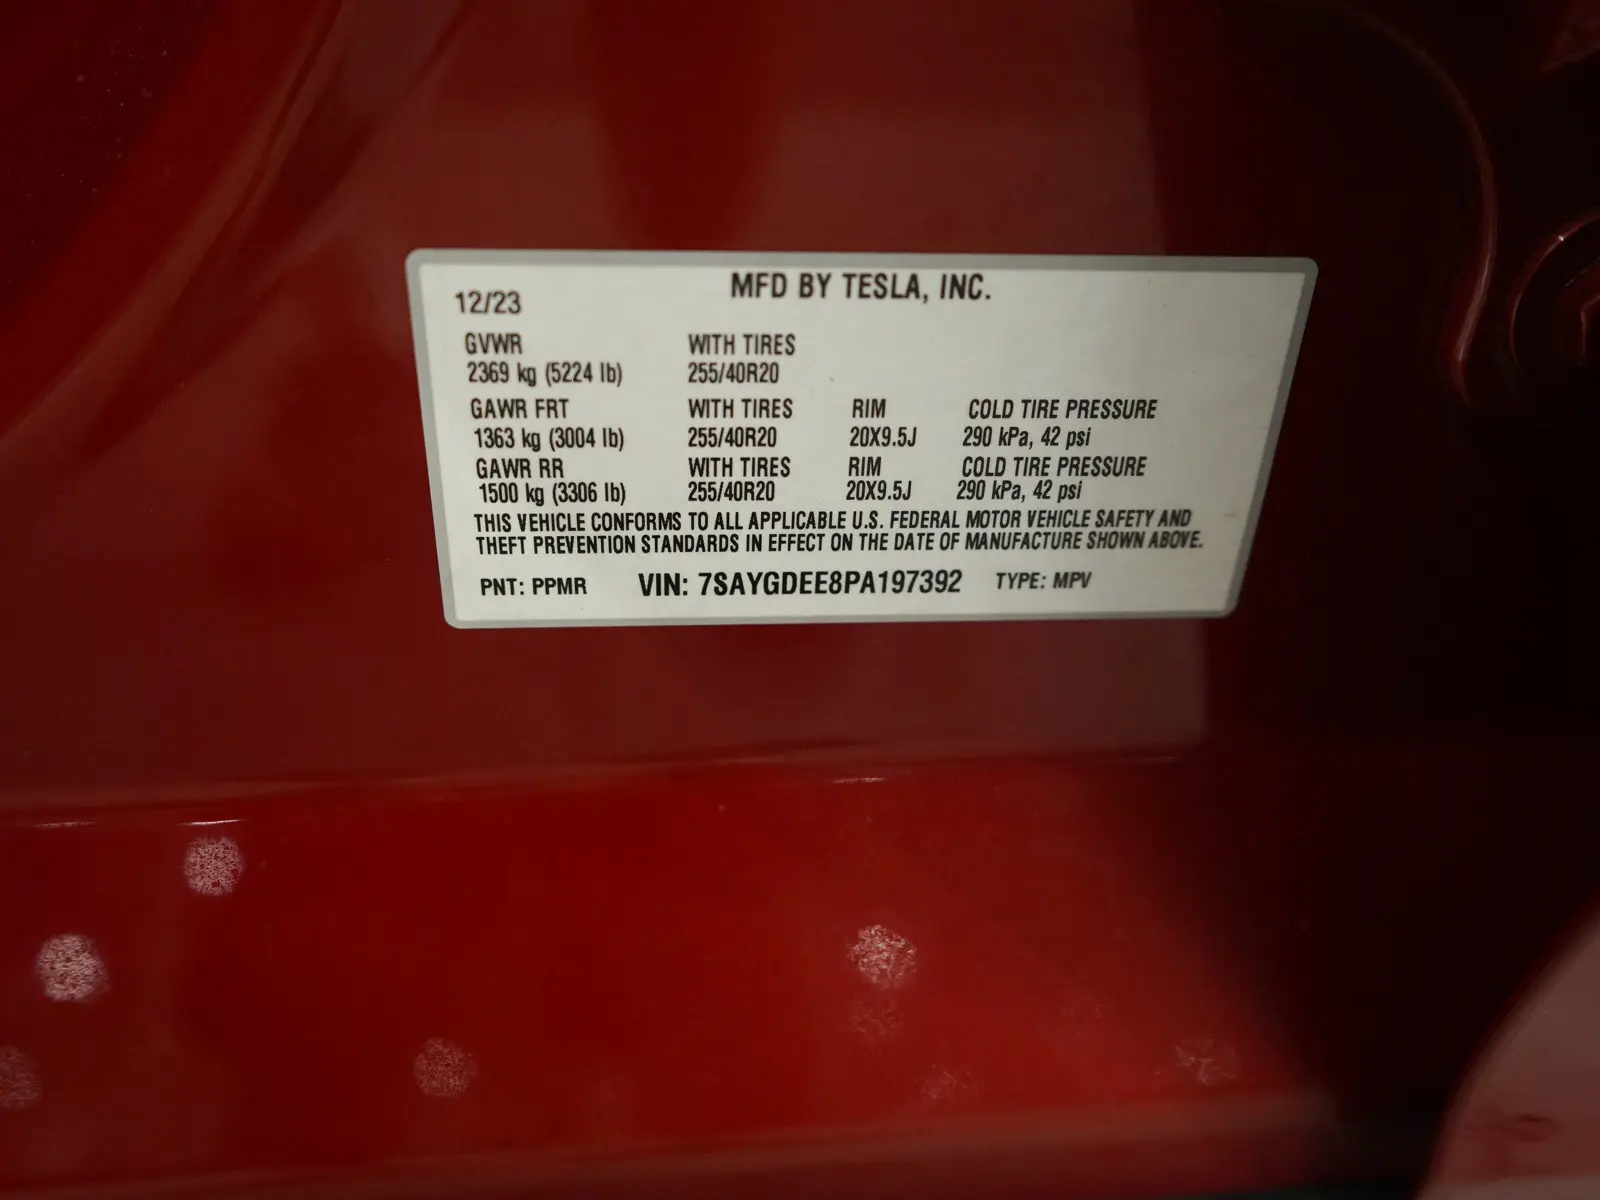 MFD BY TESLA, INC.
12/23
GVWR WITH TIRES
2369 kg (5224 lb) 255/40R20
GAWR FRT WITH TIRES RIM COLD TIRE PRESSURE
1363 kg (3004 lb) 255/40R20 20X9.5J 290 kPa, 42 psi
GAWR RR WITH TIRES RIM COLD TIRE PRESSURE
1500 kg (3306 lb) 255/40R20 20X9.5J 290 kPa, 42 psi
THIS VEHICLE CONFORMS TO ALL APPLICABLE U.S. FEDERAL MOTOR VEHICLE SAFETY AND
THEFT PREVENTION STANDARDS IN EFFECT ON THE DATE OF MANUFACTURE SHOWN ABOVE.
PNT: PPMR VIN: 7SAYGDEE8PA197392 TYPE: MPV